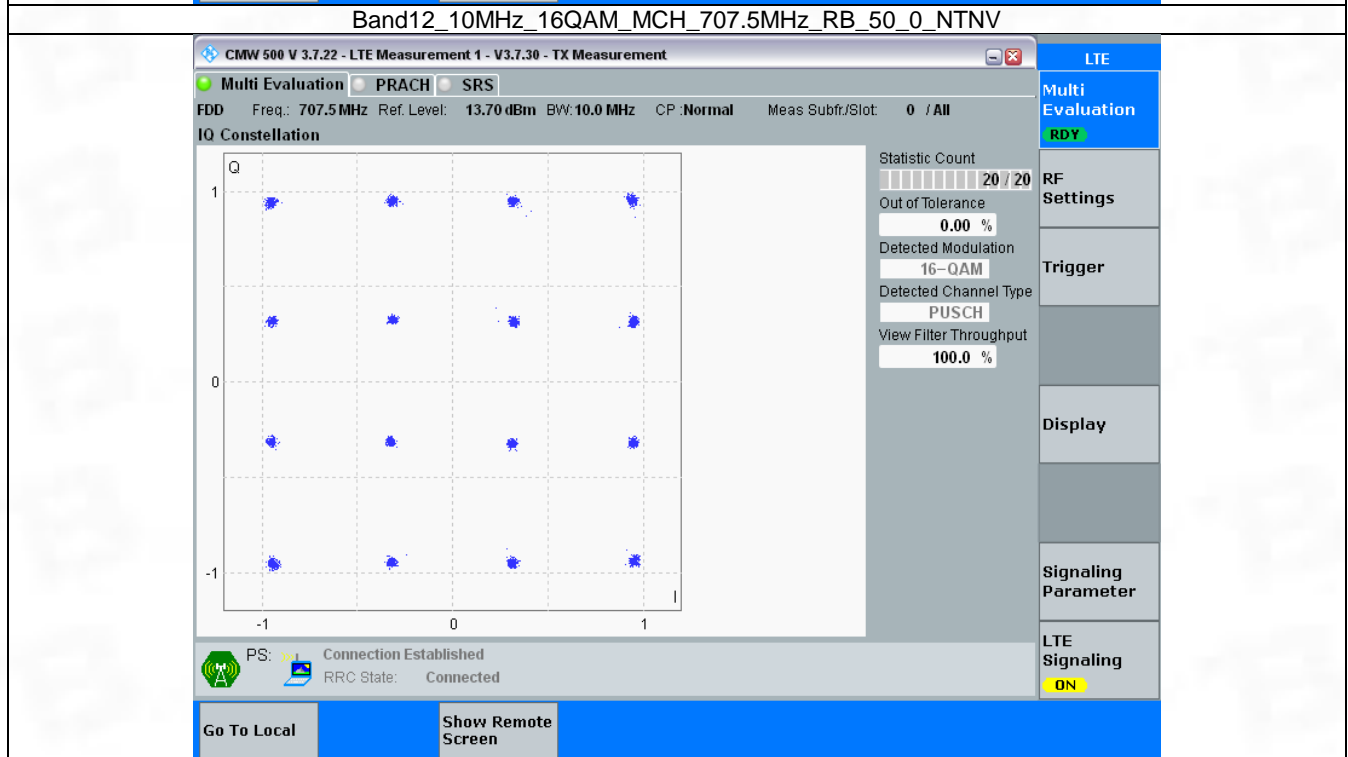 Band12_10MHz_16QAM_MCH_707.5MHz_RB_50_0_NTNV
CMW 500 V 3.7.22 - LTE Measurement 1 - V3.7.30 - TX Measurement
LTE
Multi Evaluation PRACH SRS
FDD Freq.: 707.5 MHz Ref. Level: 13.70 dBm BW: 10.0 MHz CP :Normal Meas Subfr./Slot: 0 / All
IQ Constellation
Q
1
0
-1
I
-1 0 1
Statistic Count
20 / 20
Out of Tolerance
0.00 %
Detected Modulation
16-QAM
Detected Channel Type
PUSCH
View Filter Throughput
100.0 %
Multi
Evaluation
RDY
RF
Settings
Trigger
Display
Signaling
Parameter
LTE
Signaling
ON
PS: Connection Established
RRC State: Connected
Go To Local
Show Remote
Screen